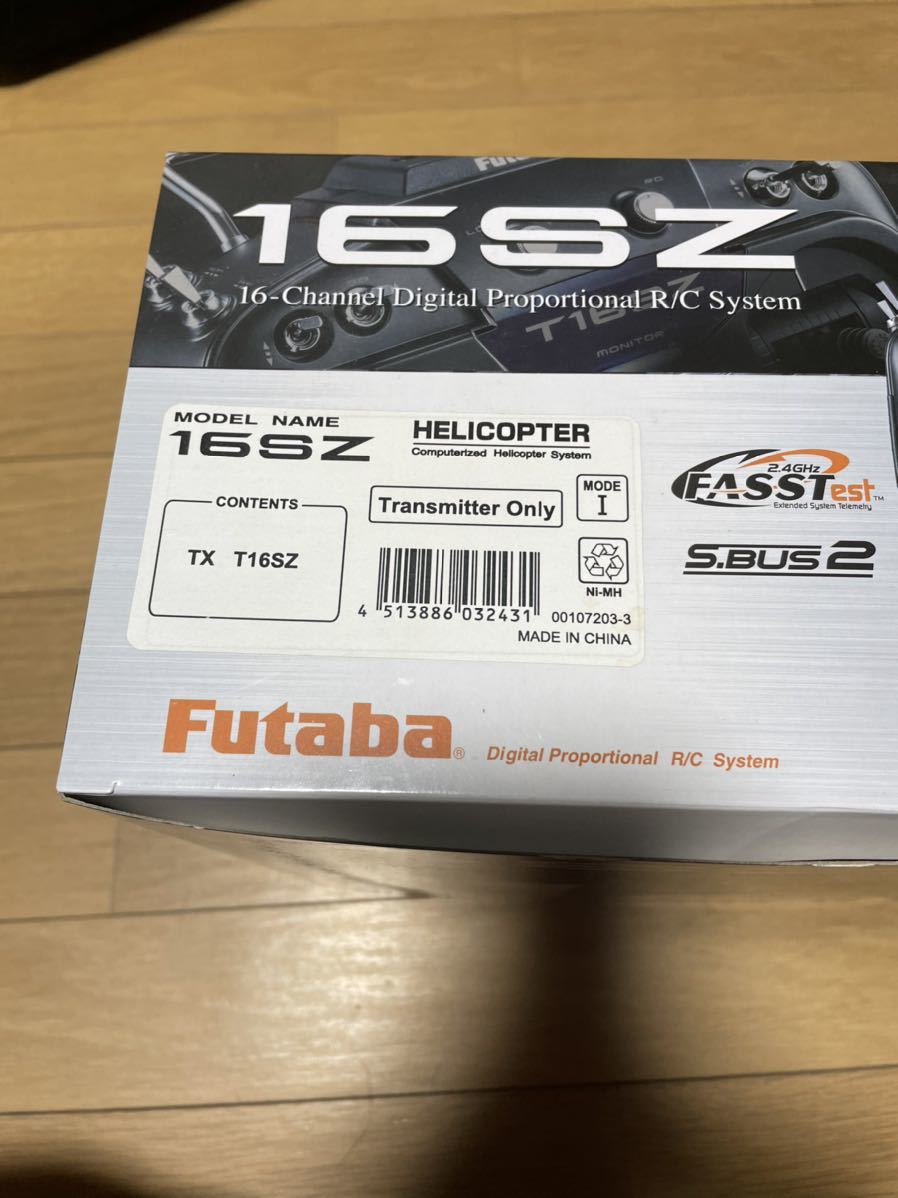 Futaba
16SZ
16-Channel Digital Proportional R/C System
T16SZ
MONITOR
MODEL NAME
16SZ
HELICOPTER
Computerized Helicopter System
CONTENTS
TX T16SZ
Transmitter Only
MODE
I
Ni-MH
4 513886 032431
00107203-3
MADE IN CHINA
2.4GHz
FASSTest™
Extended System Telemetry
S.BUS2
Futaba®
Digital Proportional R/C System